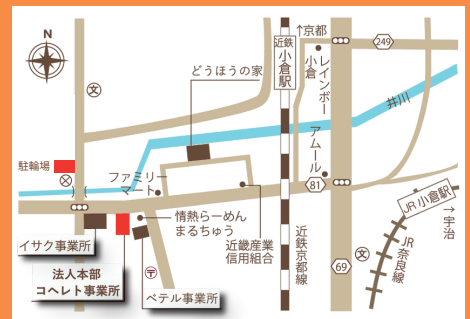 N
↑京都
近鉄
小倉駅
249
レインボー
小倉
どうほうの家
井川
文
駐輪場
ファミリー
マート
アムール
81
JR 小倉駅
→宇治
情熱らーめん
まるちゅう
近畿産業
信用組合
近鉄京都線
文
JR
奈良線
69
イサク事業所
法人本部
コヘレト事業所
〒
ベテル事業所